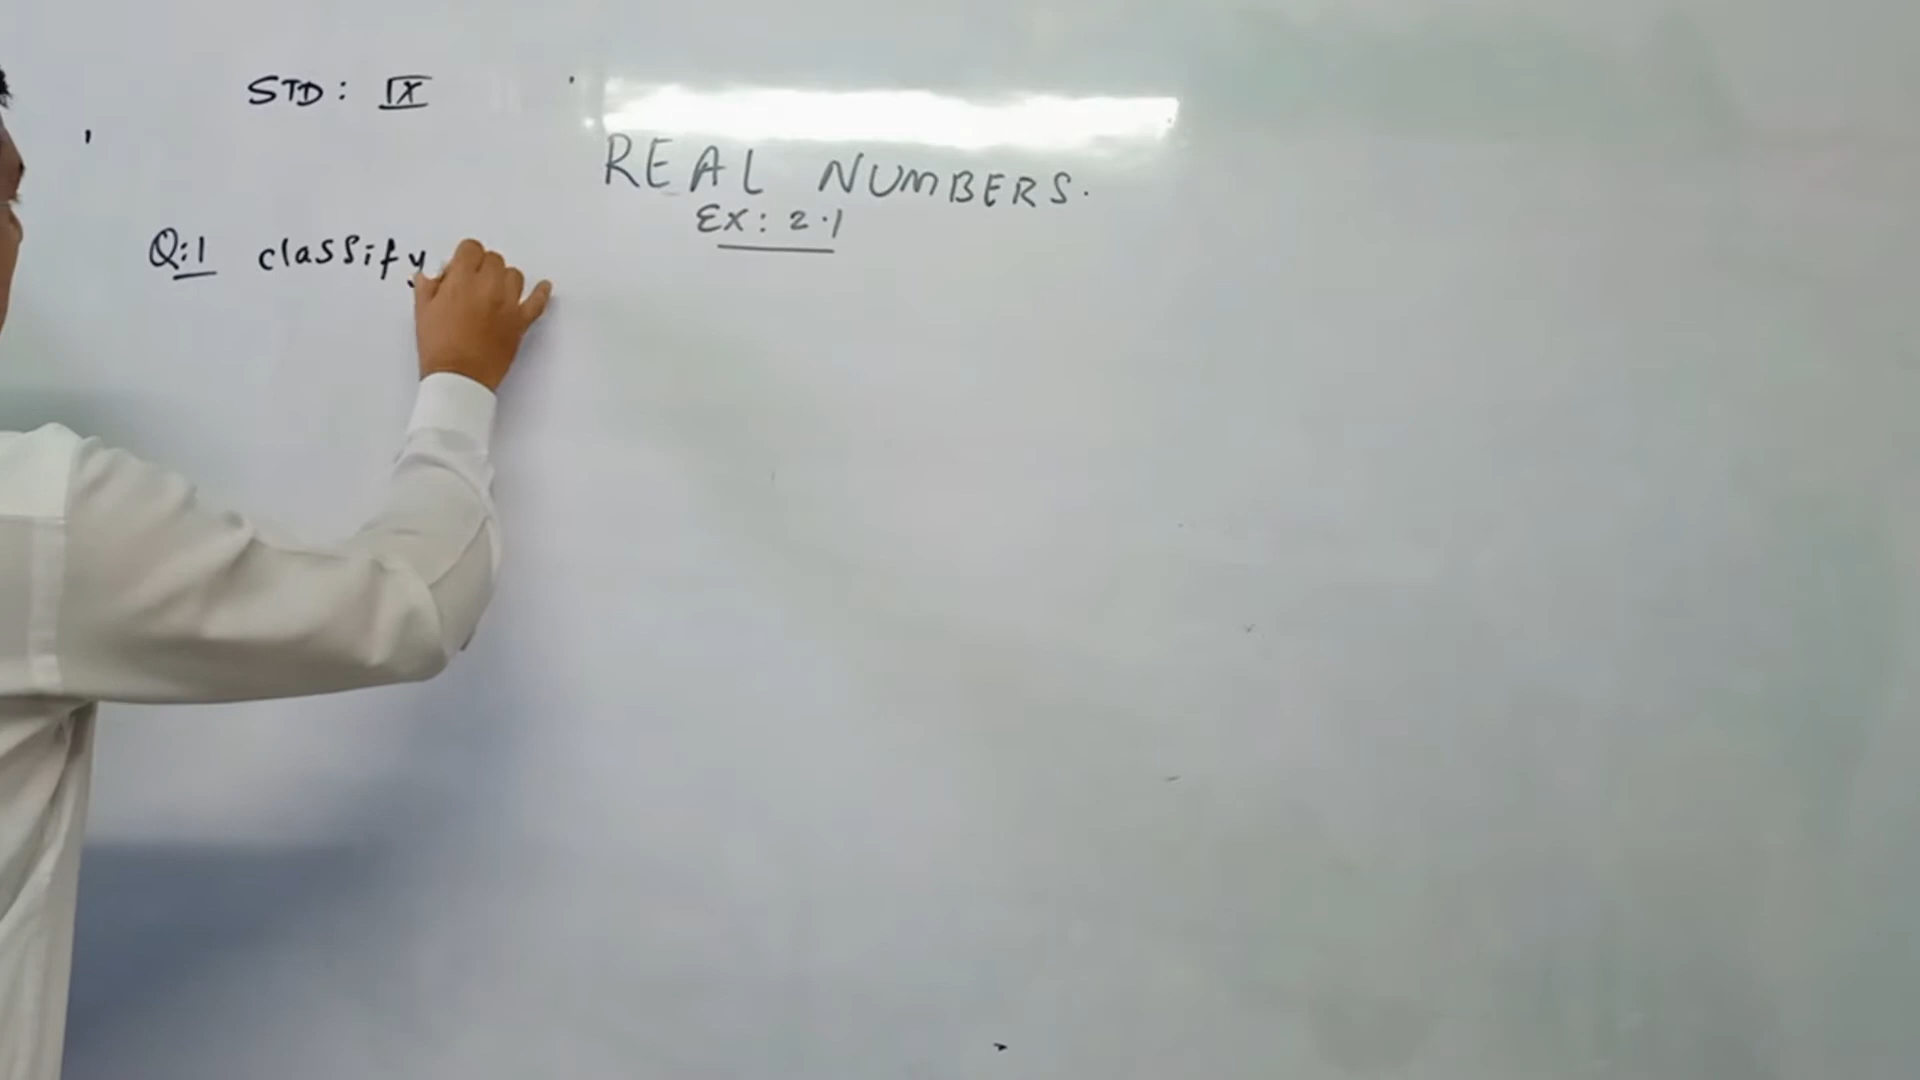 STD: IX
REAL NUMBERS.
EX: 2.1
Q:1 classify